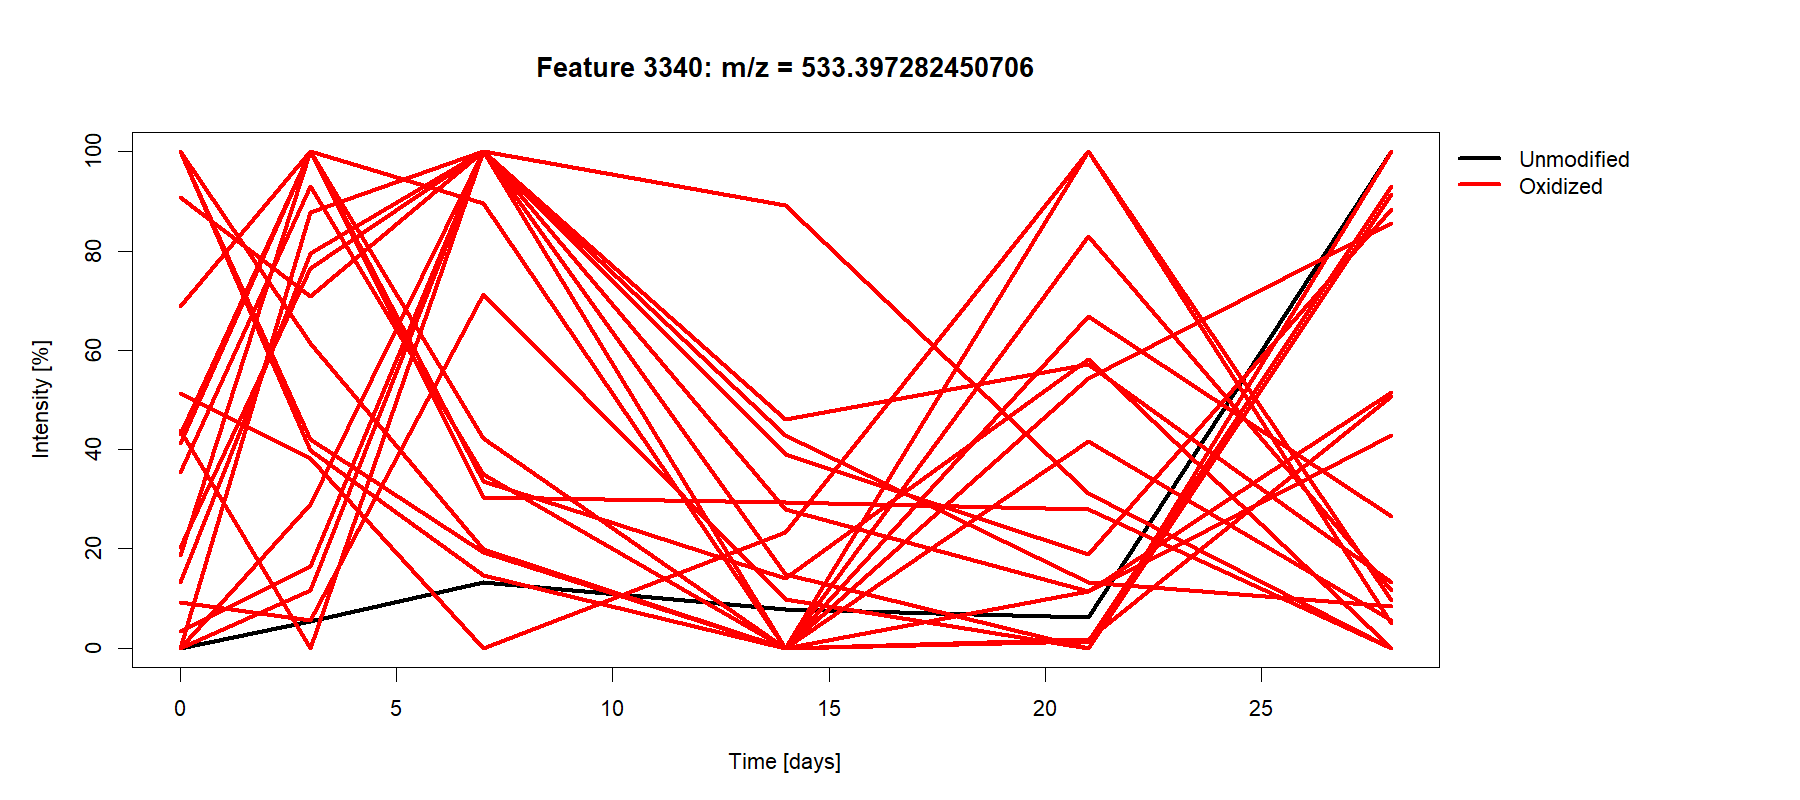 Feature 3340: m/z = 533.397282450706
Unmodified
Oxidized
Intensity [%]
100
80
60
40
20
0
0 5 10 15 20 25
Time [days]